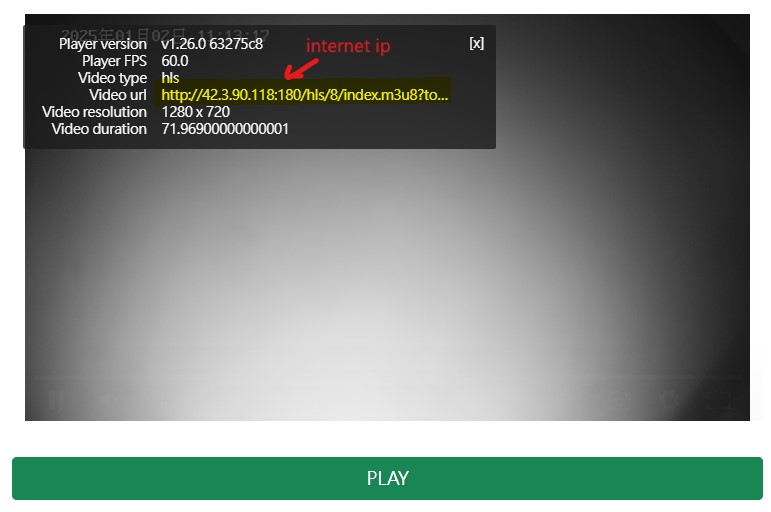 2025年01月02日 11:13:17
Player version v1.26.0 63275c8
internet ip
[x]
Player FPS 60.0
Video type hls
Video url http://42.3.90.118:180/hls/8/index.m3u8?to...
Video resolution 1280 x 720
Video duration 71.96900000000001
PLAY